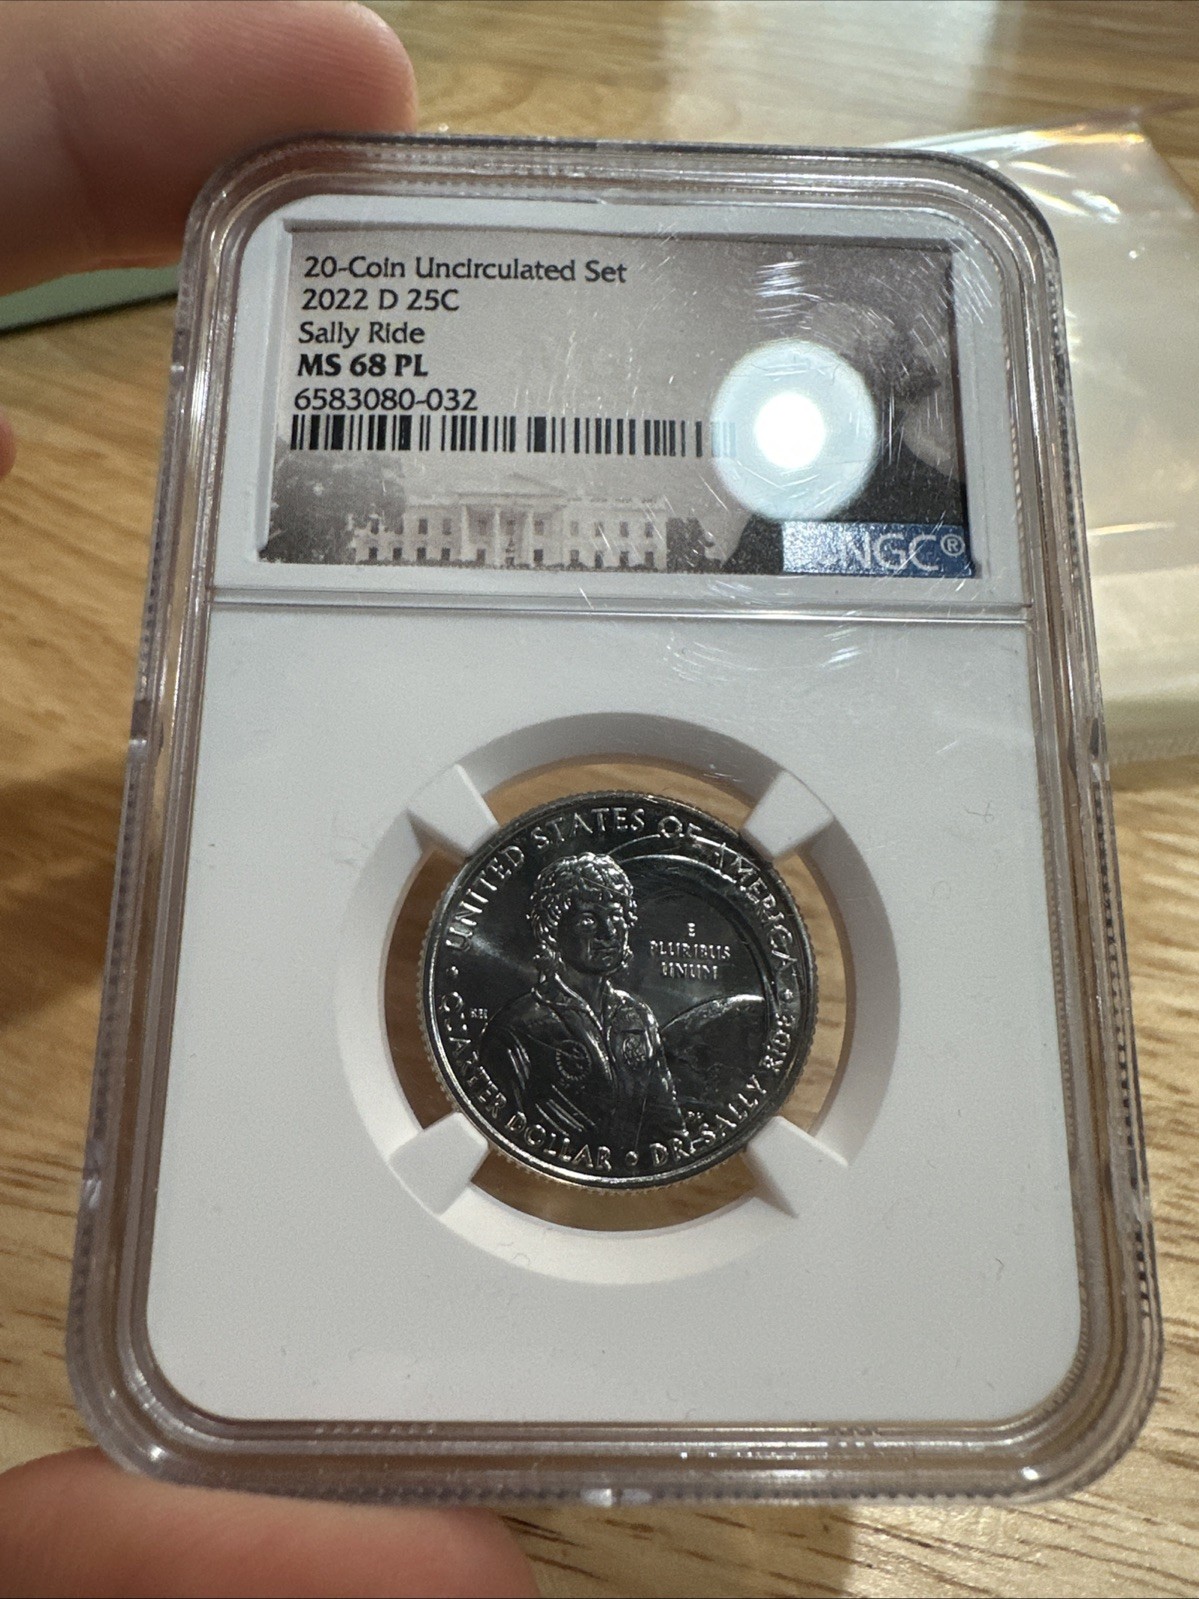 20-Coin Uncirculated Set
2022 D 25C
Sally Ride
MS 68 PL
6583080-032
NGC®
UNITED STATES OF AMERICA
E
PLURIBUS
UNUM
QUARTER DOLLAR • DR. SALLY RIDE